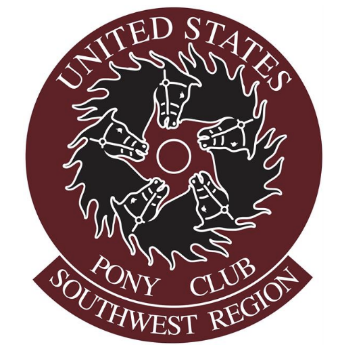 UNITED STATES
PONY CLUB
SOUTHWEST REGION